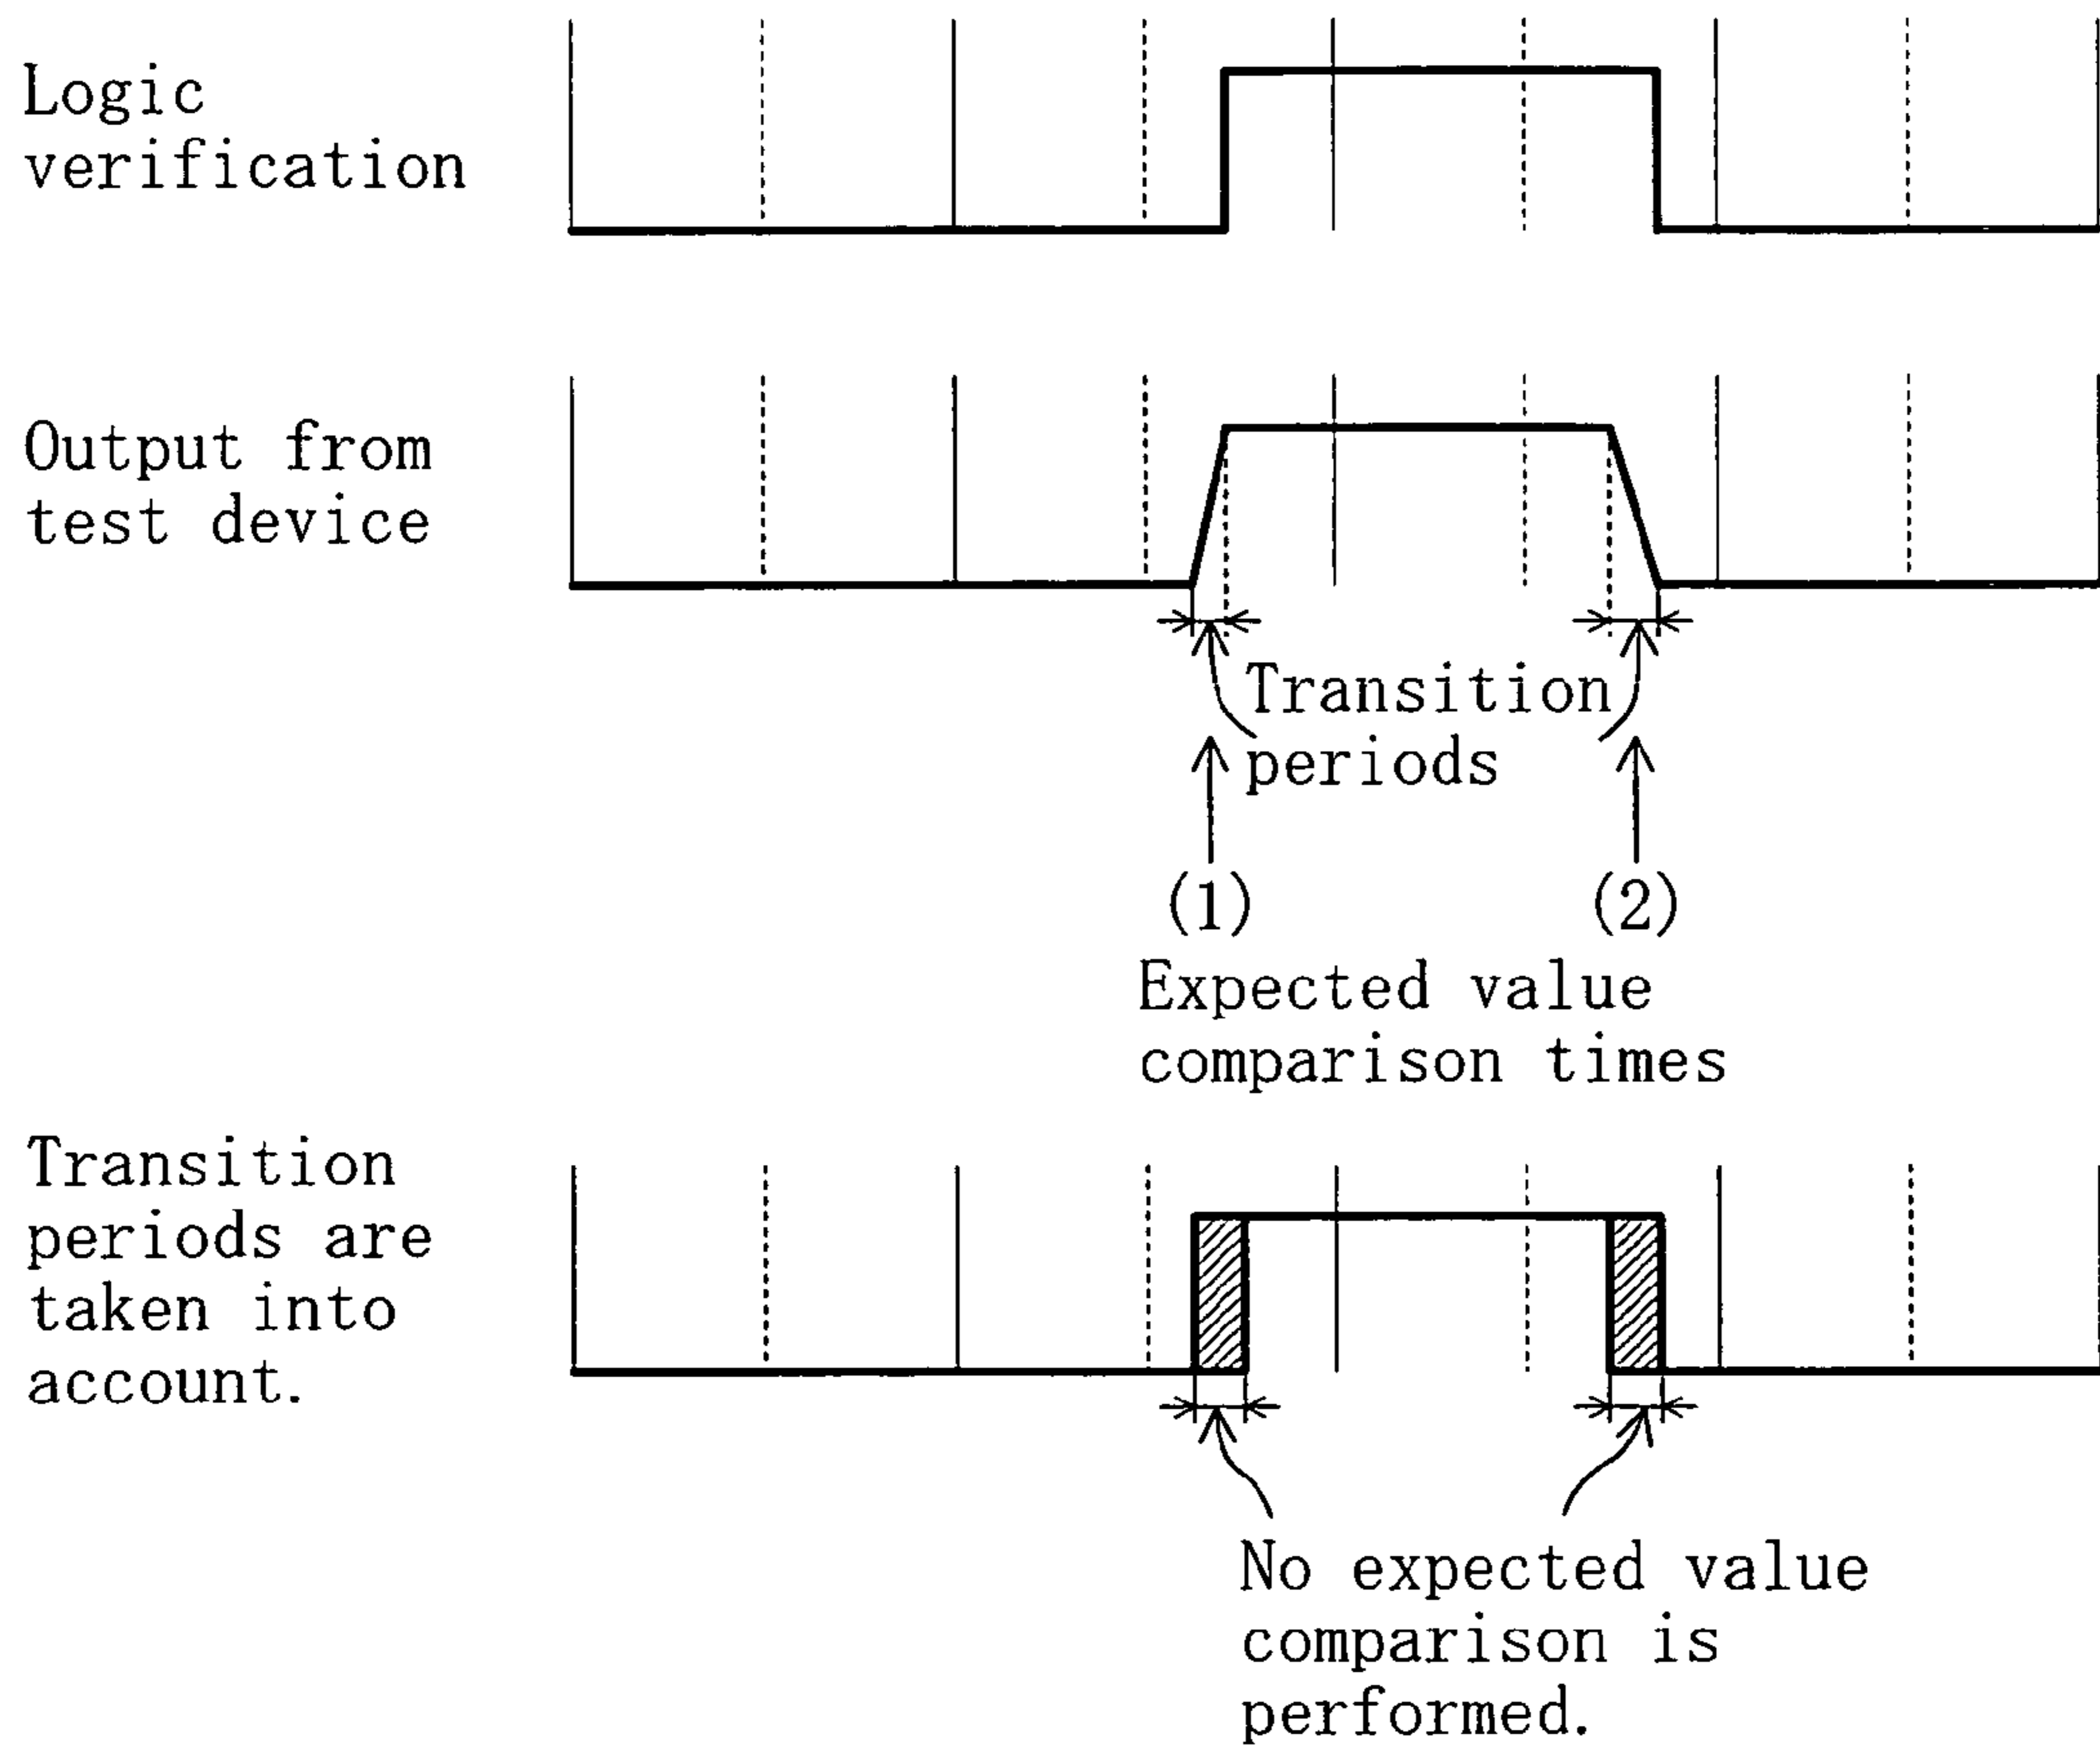 Logic
verification
Output from
test device
Transition
periods
(1)
(2)
Expected value
comparison times
Transition
periods are
taken into
account.
No expected value
comparison is
performed.